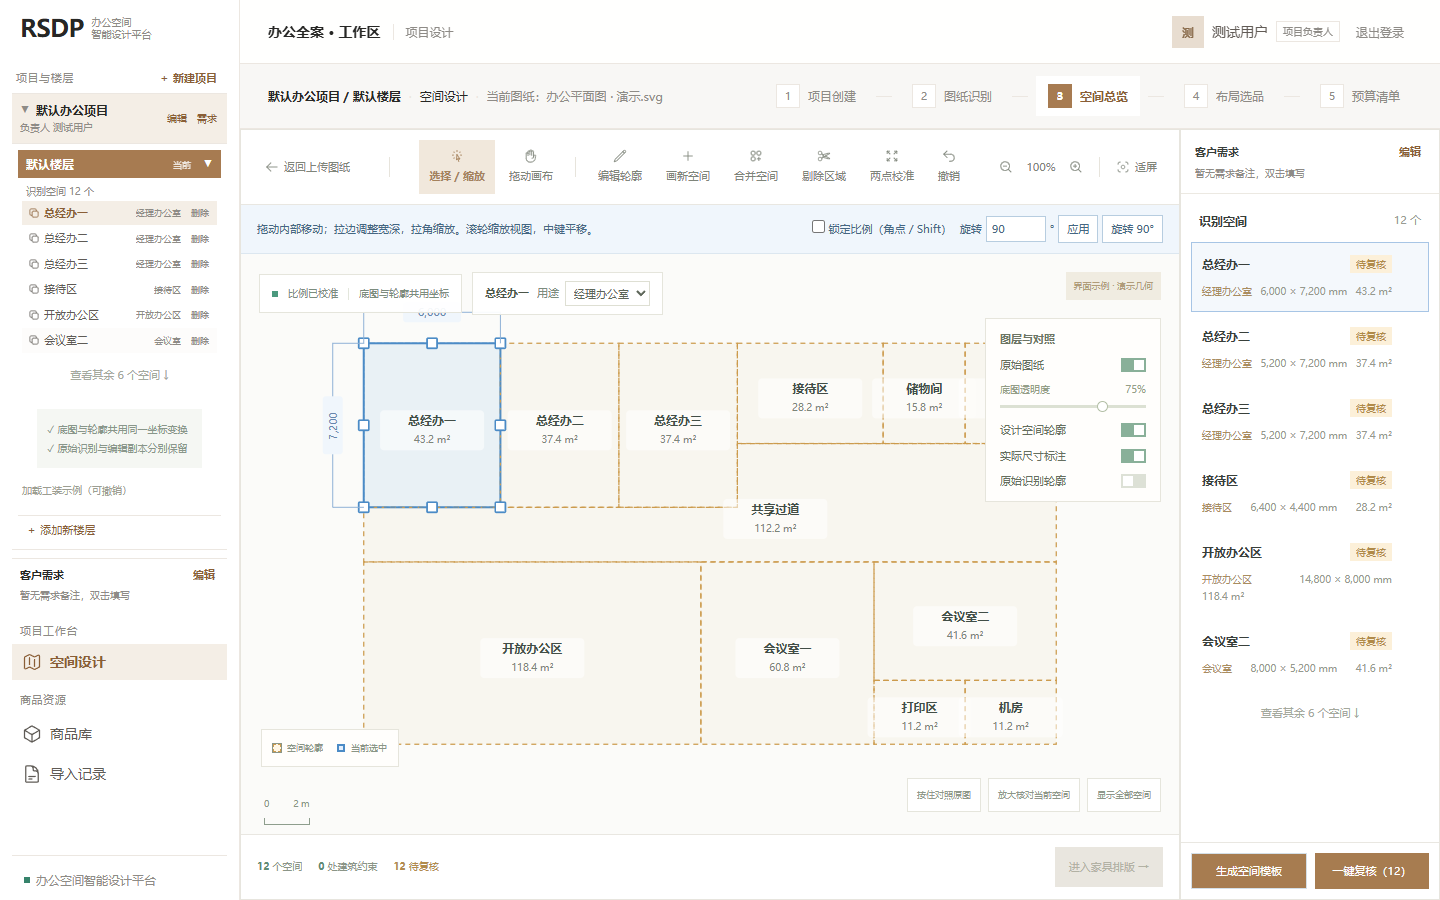 RSDP 办公空间
智能设计平台
项目与楼层 + 新建项目
▼ 默认办公项目
负责人 测试用户
编辑 需求
默认楼层 当前 ▼
识别空间 12 个
总经办一 经理办公室 删除
总经办二 经理办公室 删除
总经办三 经理办公室 删除
接待区 接待区 删除
开放办公区 开放办公区 删除
会议室二 会议室 删除
查看其余 6 个空间 ↓
✓ 底图与轮廓共用同一坐标变换
✓ 原始识别与编辑副本分别保留
加载工装示例（可撤销）
+ 添加新楼层
客户需求 编辑
暂无需求备注，双击填写
项目工作台
空间设计
商品资源
商品库
导入记录
办公空间智能设计平台
办公全案 • 工作区 项目设计
测 测试用户 项目负责人 退出登录
默认办公项目 / 默认楼层 · 空间设计 · 当前图纸：办公平面图 · 演示.svg
1 项目创建
2 图纸识别
3 空间总览
4 布局选品
5 预算清单
← 返回上传图纸
选择 / 缩放
拖动画布
编辑轮廓
画新空间
合并空间
剔除区域
两点校准
撤销
100%
适屏
拖动内部移动；拉边调整宽深，拉角缩放。滚轮缩放视图，中键平移。
锁定比例（角点 / Shift） 旋转 90 ° 应用 旋转 90°
比例已校准 底图与轮廓共用坐标
总经办一 用途 经理办公室
界面示例 · 演示几何
6,000
7,200
总经办一
43.2 m²
总经办二
37.4 m²
总经办三
37.4 m²
接待区
28.2 m²
储物间
15.8 m²
共享过道
112.2 m²
开放办公区
118.4 m²
会议室一
60.8 m²
会议室二
41.6 m²
打印区
11.2 m²
机房
11.2 m²
图层与对照
原始图纸
底图透明度 75%
设计空间轮廓
实际尺寸标注
原始识别轮廓
空间轮廓 当前选中
0 2 m
按住对照原图 放大核对当前空间 显示全部空间
12 个空间 0 处建筑约束 12 待复核
进入家具排版 →
客户需求 编辑
暂无需求备注，双击填写
识别空间 12 个
总经办一 待复核
经理办公室 6,000 × 7,200 mm 43.2 m²
总经办二 待复核
经理办公室 5,200 × 7,200 mm 37.4 m²
总经办三 待复核
经理办公室 5,200 × 7,200 mm 37.4 m²
接待区 待复核
接待区 6,400 × 4,400 mm 28.2 m²
开放办公区 待复核
开放办公区 14,800 × 8,000 mm
118.4 m²
会议室二 待复核
会议室 8,000 × 5,200 mm 41.6 m²
查看其余 6 个空间 ↓
生成空间模板 一键复核（12）